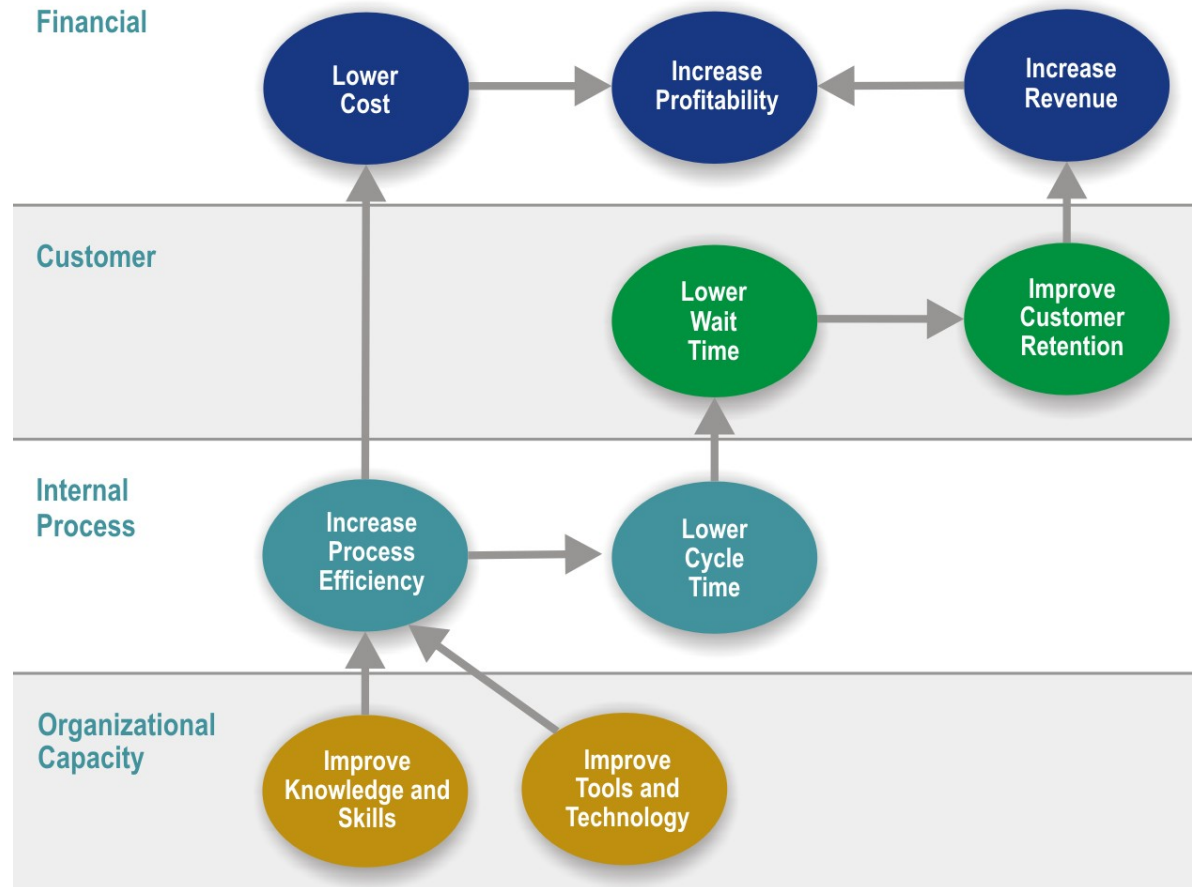 Financial
Lower
Cost
Increase
Profitability
Increase
Revenue
Customer
Lower
Wait
Time
Improve
Customer
Retention
Internal
Process
Increase
Process
Efficiency
Lower
Cycle
Time
Organizational
Capacity
Improve
Knowledge and
Skills
Improve
Tools and
Technology